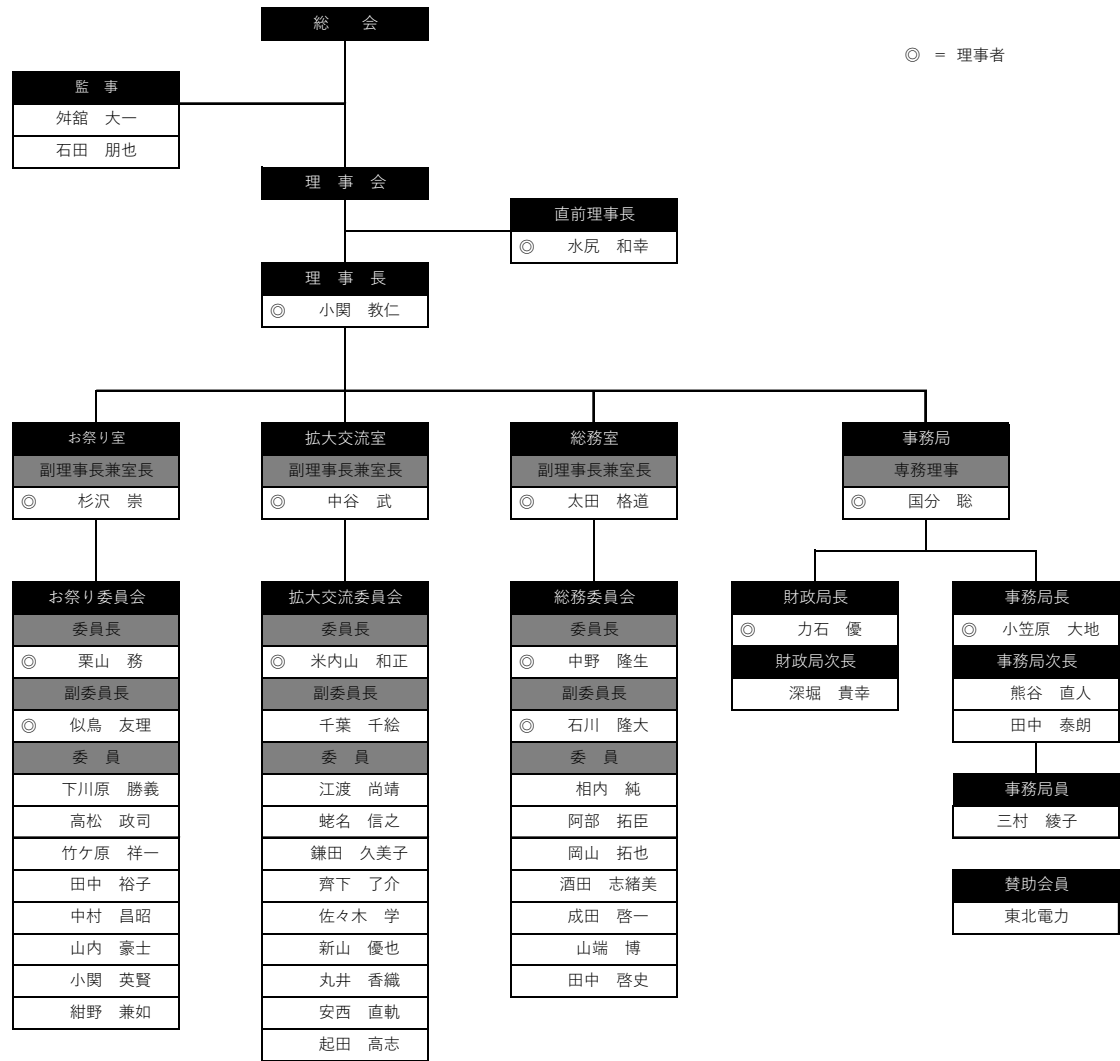 総　会
◎ = 理事者
監　事
舛舘　大一
石田　朋也
理　事　会
直前理事長
◎　水尻　和幸
理　事　長
◎　小関　教仁
お祭り室
副理事長兼室長
◎　杉沢　崇
拡大交流室
副理事長兼室長
◎　中谷　武
総務室
副理事長兼室長
◎　太田　格道
事務局
専務理事
◎　国分　聡
お祭り委員会
委員長
◎　栗山　務
副委員長
◎　似鳥　友理
委　員
下川原　勝義
高松　政司
竹ケ原　祥一
田中　裕子
中村　昌昭
山内　豪士
小関　英賢
紺野　兼如
拡大交流委員会
委員長
◎　米内山　和正
副委員長
千葉　千絵
委　員
江渡　尚靖
蛯名　信之
鎌田　久美子
齊下　了介
佐々木　学
新山　優也
丸井　香織
安西　直軌
起田　高志
総務委員会
委員長
◎　中野　隆生
副委員長
◎　石川　隆大
委　員
相内　純
阿部　拓臣
岡山　拓也
酒田　志緒美
成田　啓一
山端　博
田中　啓史
財政局長
◎　力石　優
財政局次長
深堀　貴幸
事務局長
◎　小笠原　大地
事務局次長
熊谷　直人
田中　泰朗
事務局員
三村　綾子
賛助会員
東北電力